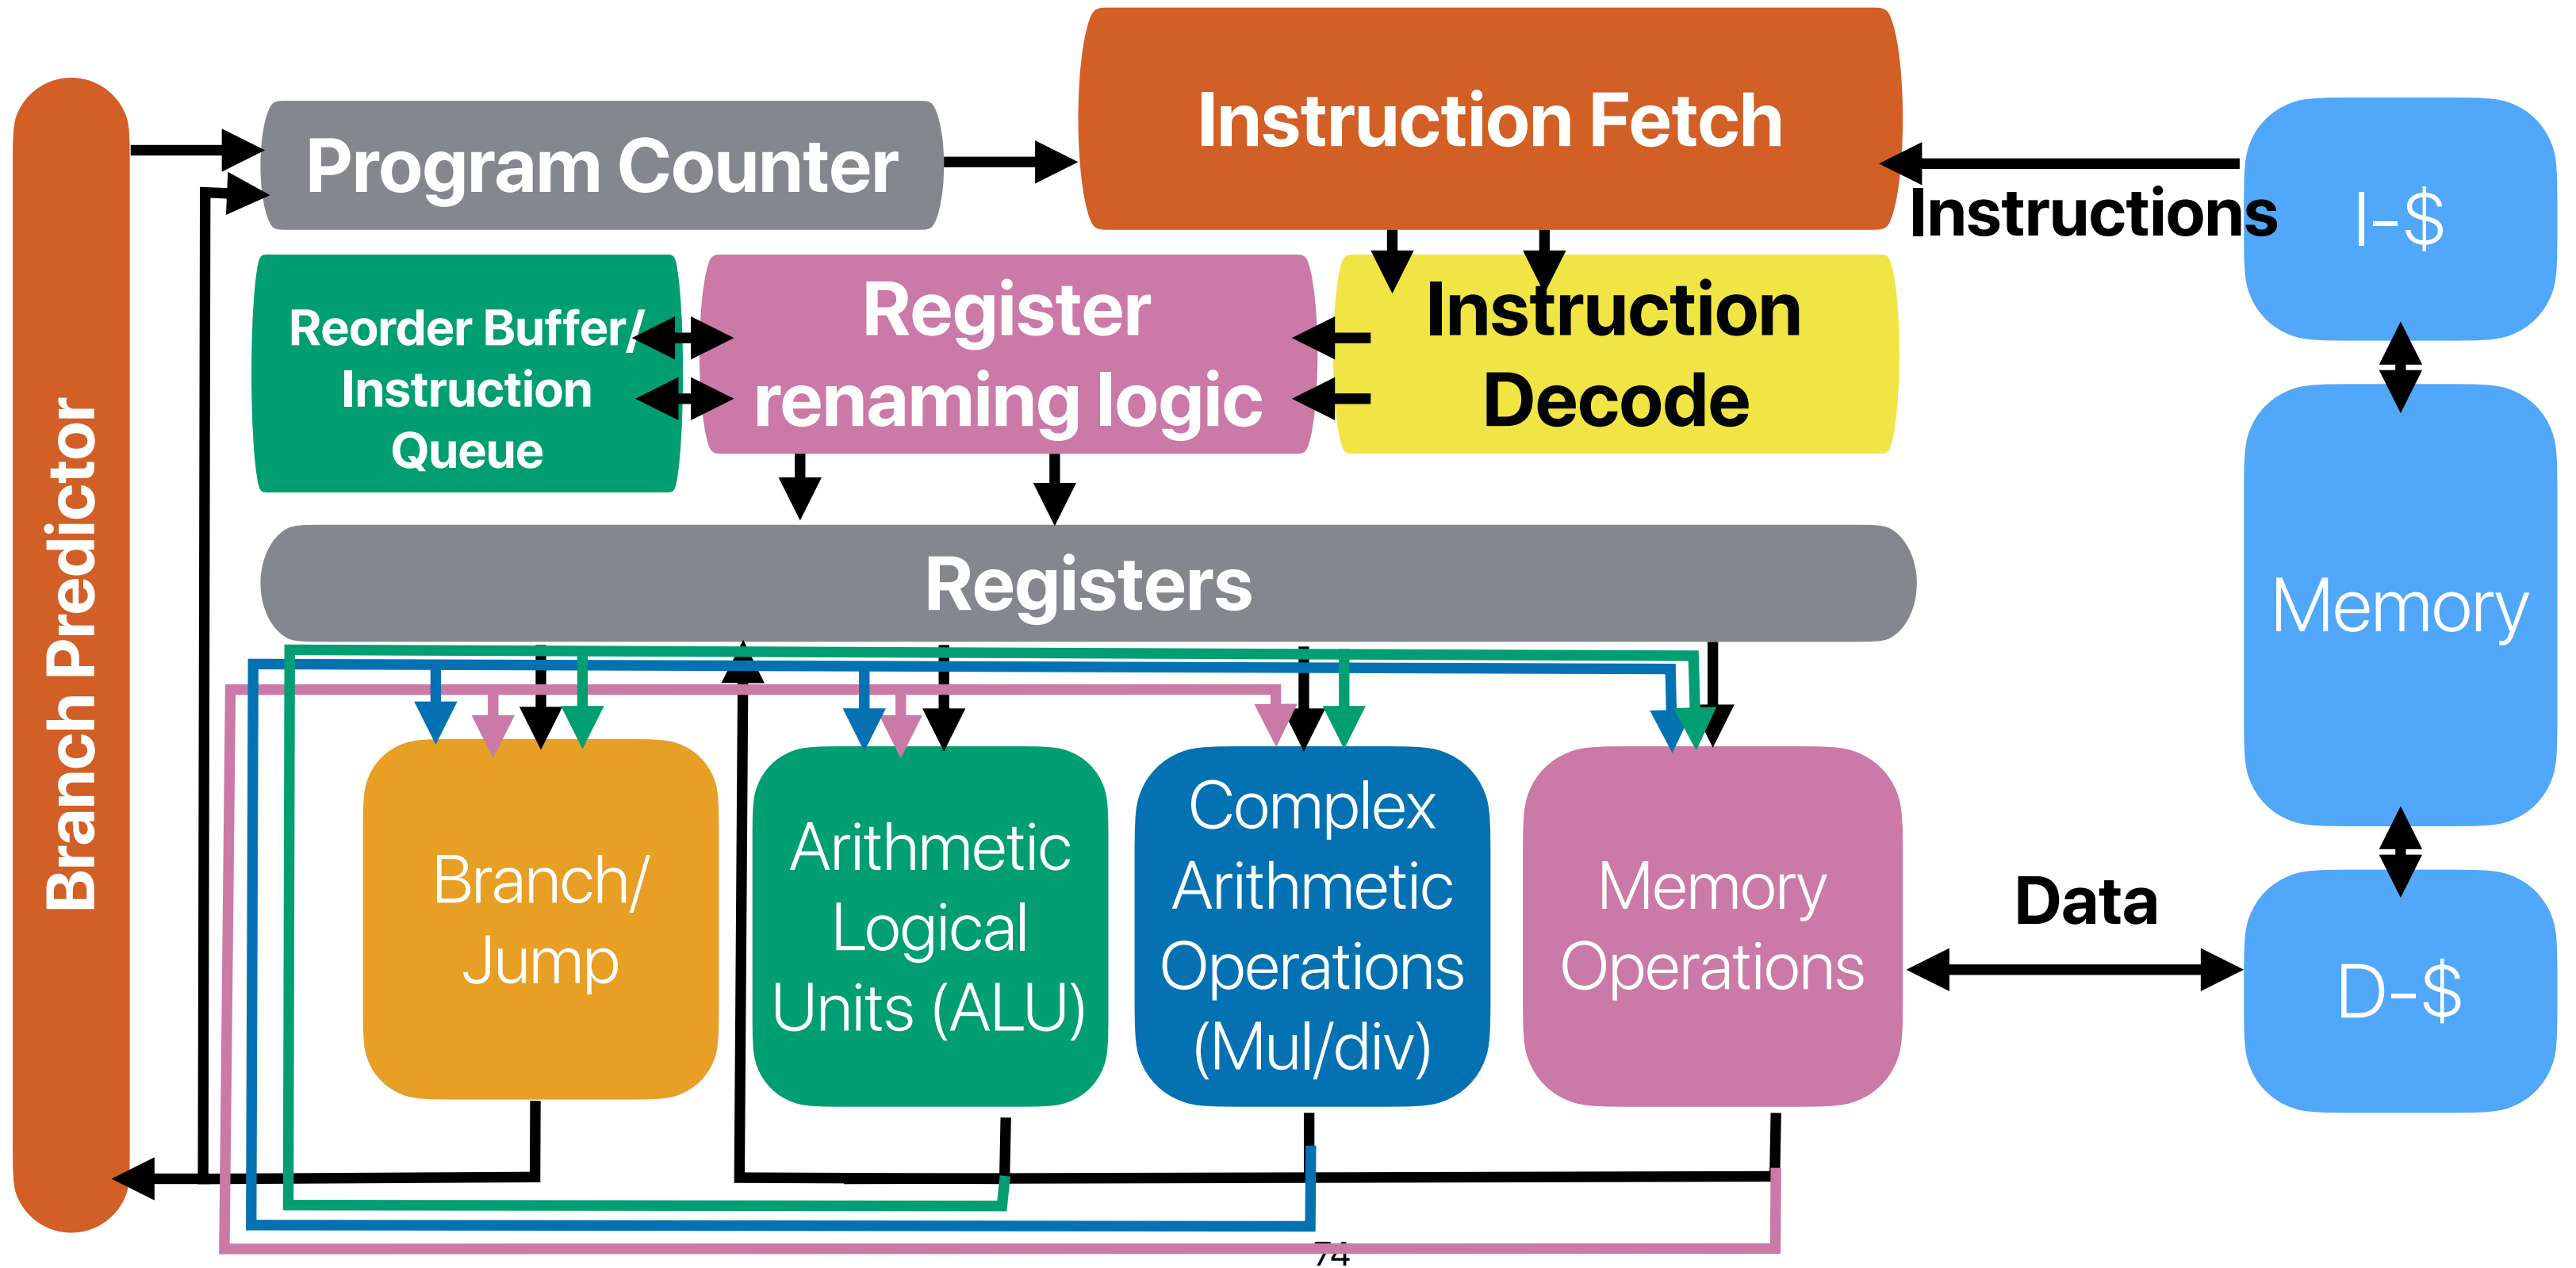 Branch Predictor
Program Counter
Instruction Fetch
Instructions
I-$
Reorder Buffer/
Instruction
Queue
Register
renaming logic
Instruction
Decode
Registers
Memory
Branch/
Jump
Arithmetic
Logical
Units (ALU)
Complex
Arithmetic
Operations
(Mul/div)
Memory
Operations
Data
D-$
74